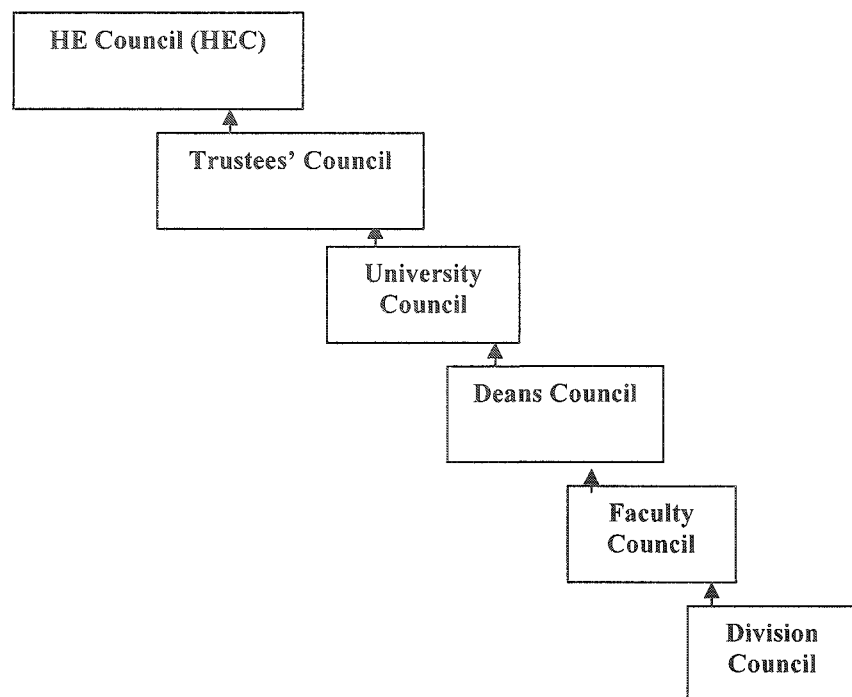 HE Council (HEC)
Trustees’ Council
University
Council
Deans Council
Faculty
Council
Division
Council